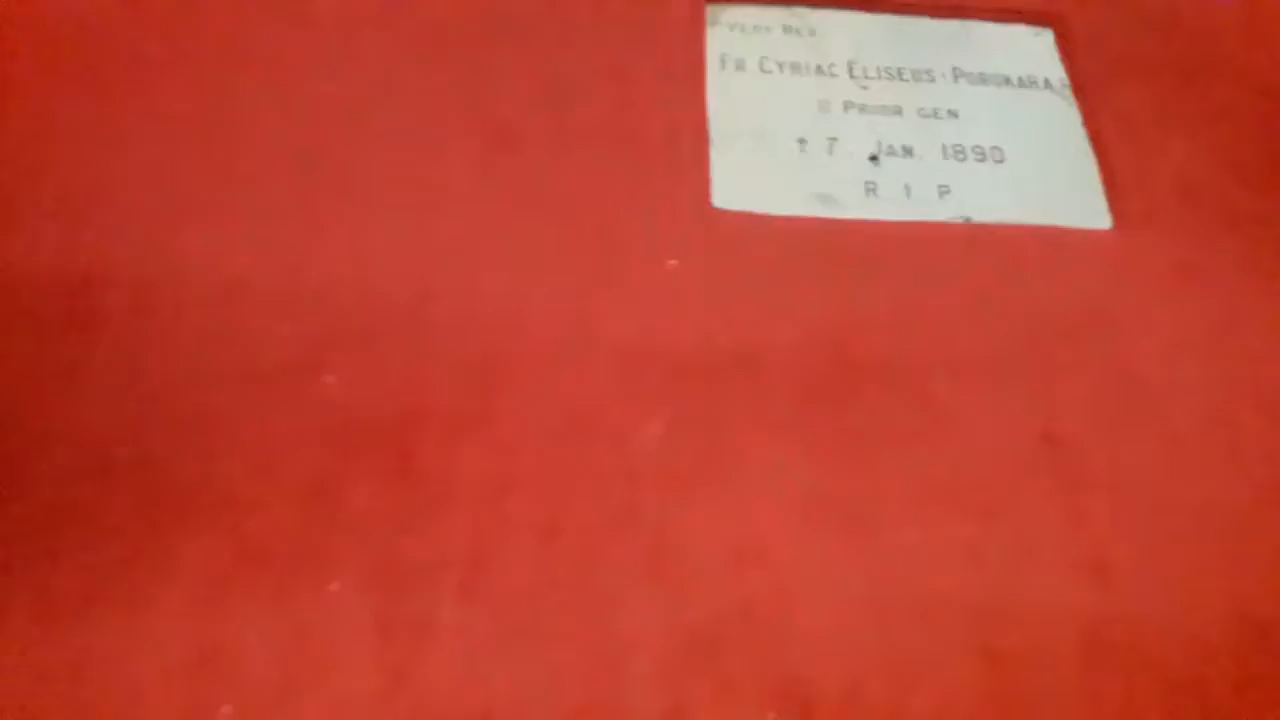 VERY REV.
FR CYRIAC ELISEUS PORUKARA
PRIOR GEN
† 7. JAN. 1890
R. I. P